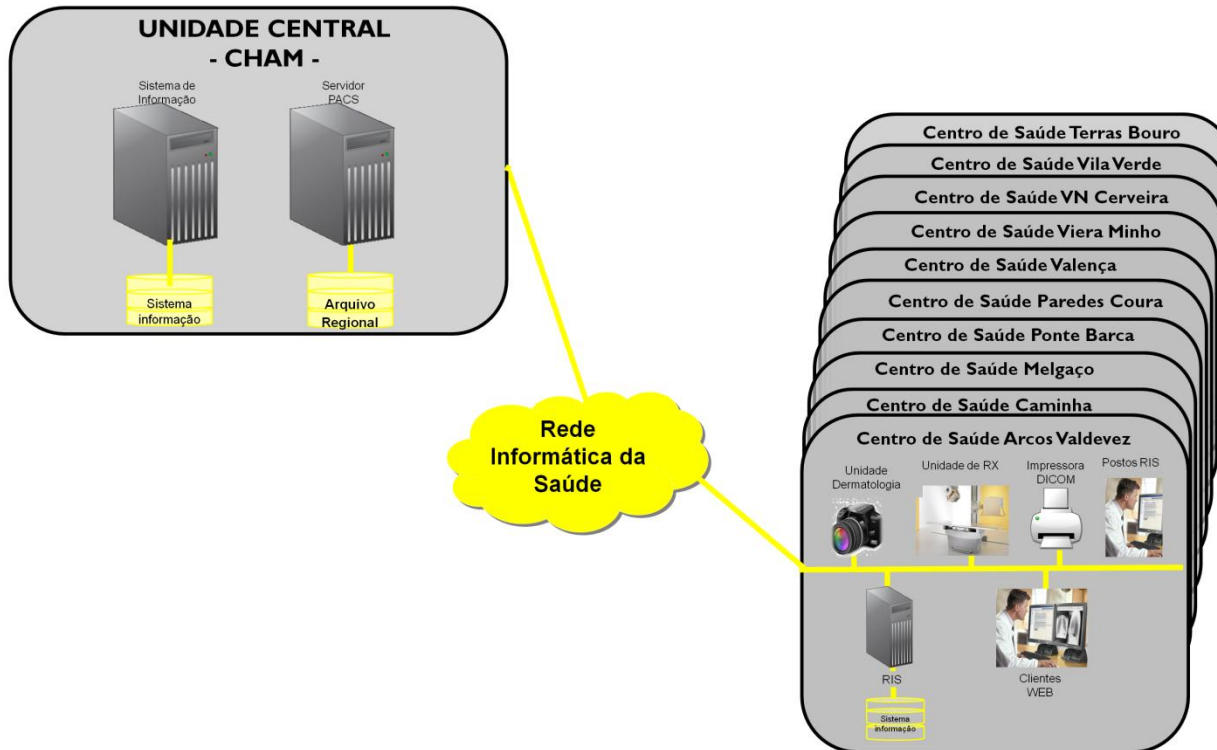 UNIDADE CENTRAL
- CHAM -
Sistema de
Informação
Servidor
PACS
Sistema
informação
Arquivo
Regional
Rede
Informática da
Saúde
Centro de Saúde Terras Bouro
Centro de Saúde Vila Verde
Centro de Saúde VN Cerveira
Centro de Saúde Viera Minho
Centro de Saúde Valença
Centro de Saúde Paredes Coura
Centro de Saúde Ponte Barca
Centro de Saúde Melgaço
Centro de Saúde Caminha
Centro de Saúde Arcos Valdevez
Unidade
Dermatologia
Unidade de RX
Impressora
DICOM
Postos RIS
RIS
Sistema
informação
Clientes
WEB